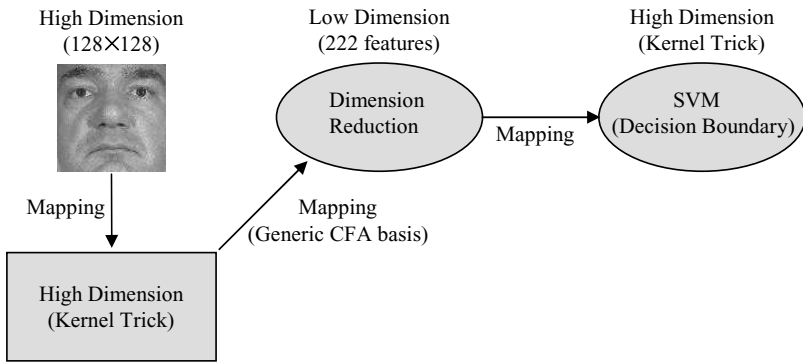 High Dimension
(128×128)
Mapping
High Dimension
(Kernel Trick)
Mapping
(Generic CFA basis)
Low Dimension
(222 features)
Dimension
Reduction
Mapping
High Dimension
(Kernel Trick)
SVM
(Decision Boundary)